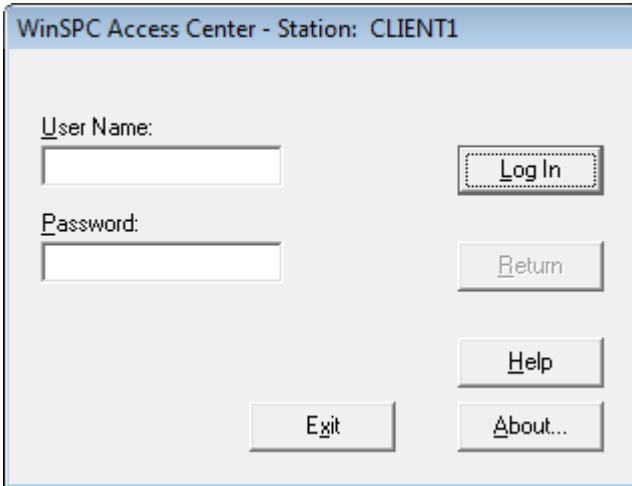 WinSPC Access Center - Station:  CLIENT1
User Name:
Log In
Password:
Return
Help
Exit
About...